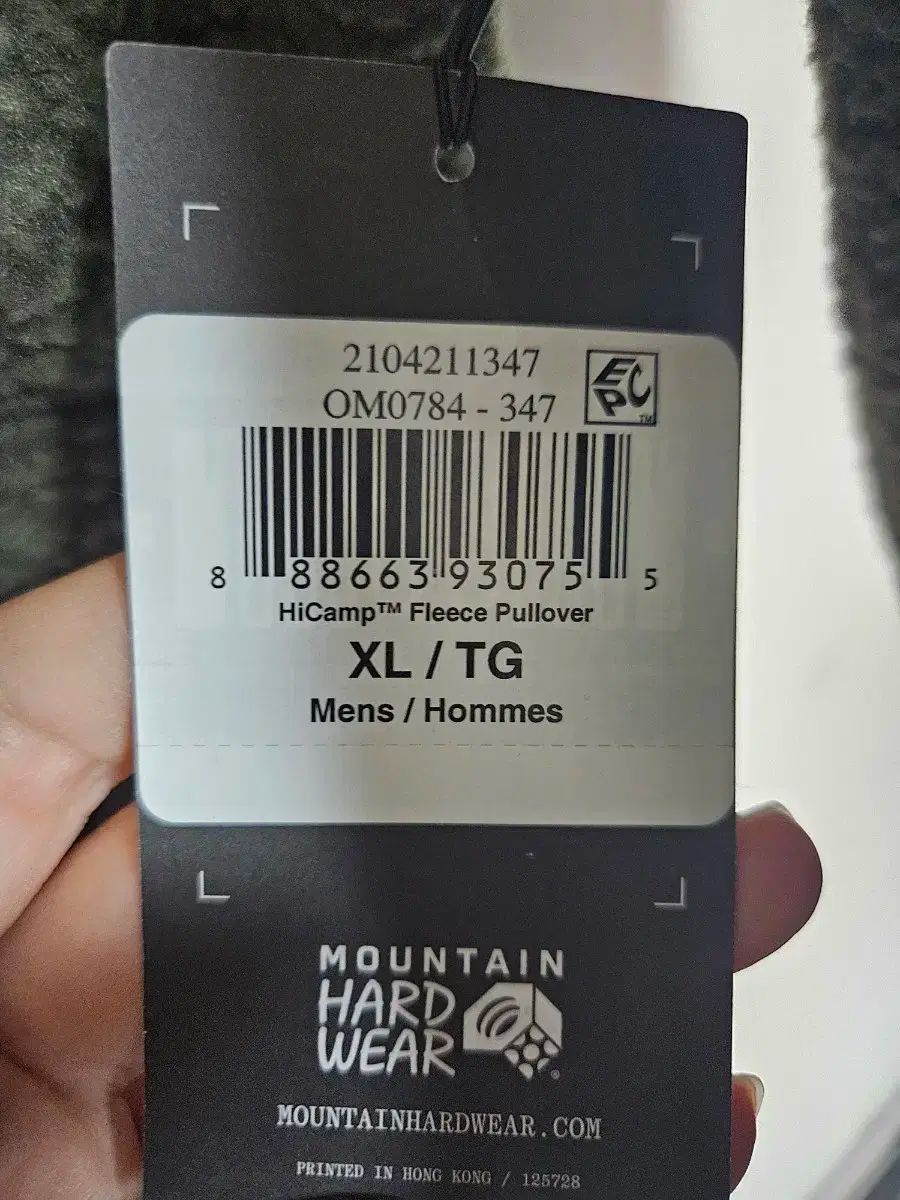 2104211347
OM0784 - 347
EPC™
8 88663 93075 5
HiCamp™ Fleece Pullover
XL / TG
Mens / Hommes
MOUNTAIN
HARD
WEAR
MOUNTAINHARDWEAR.COM
PRINTED IN HONG KONG / 125728